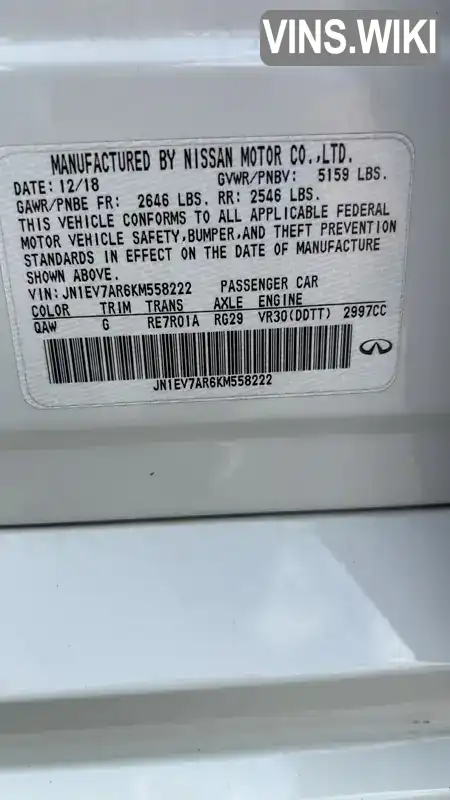 VINS.WIKI
MANUFACTURED BY NISSAN MOTOR CO.,LTD.
DATE:12/18 GVWR/PNBV: 5159 LBS.
GAWR/PNBE FR: 2646 LBS. RR: 2546 LBS.
THIS VEHICLE CONFORMS TO ALL APPLICABLE FEDERAL
MOTOR VEHICLE SAFETY,BUMPER,AND THEFT PREVENTION
STANDARDS IN EFFECT ON THE DATE OF MANUFACTURE
SHOWN ABOVE.
VIN:JN1EV7AR6KM558222 PASSENGER CAR
COLOR TRIM TRANS AXLE ENGINE
QAW G RE7R01A RG29 VR30(DDTT) 2997CC
JN1EV7AR6KM558222